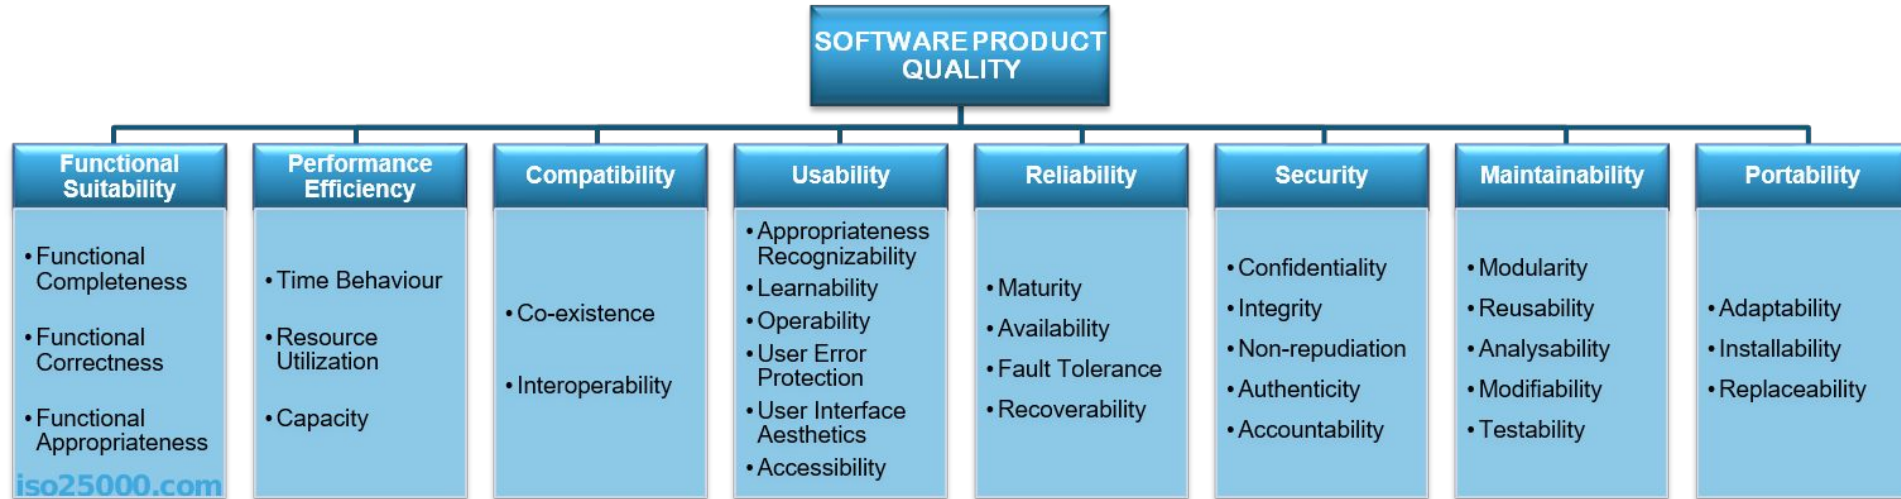 SOFTWARE PRODUCT
QUALITY
Functional
Suitability
• Functional
Completeness
• Functional
Correctness
• Functional
Appropriateness
iso25000.com
Performance
Efficiency
• Time Behaviour
• Resource
Utilization
• Capacity
Compatibility
• Co-existence
• Interoperability
Usability
• Appropriateness
Recognizability
• Learnability
• Operability
• User Error
Protection
• User Interface
Aesthetics
• Accessibility
Reliability
• Maturity
• Availability
• Fault Tolerance
• Recoverability
Security
• Confidentiality
• Integrity
• Non-repudiation
• Authenticity
• Accountability
Maintainability
• Modularity
• Reusability
• Analysability
• Modifiability
• Testability
Portability
• Adaptability
• Installability
• Replaceability